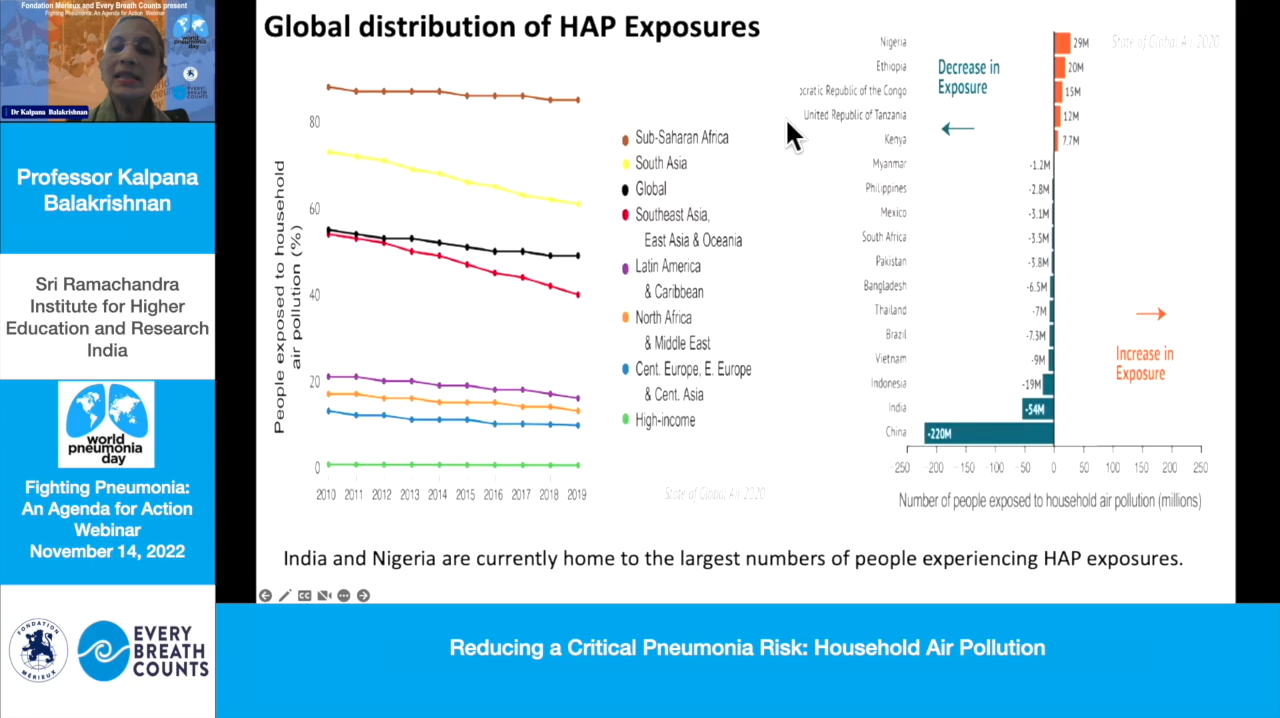 Fondation Mérieux and Every Breath Counts present
Fighting Pneumonia: An Agenda for Action Webinar
world
pneumonia
day
EVERY BREATH
COUNTS
Dr Kalpana Balakrishnan
Professor Kalpana
Balakrishnan
Sri Ramachandra
Institute for Higher
Education and Research
India
world
pneumonia
day
Fighting Pneumonia:
An Agenda for Action
Webinar
November 14, 2022
FONDATION
MÉRIEUX
EVERY
BREATH
COUNTS
Global distribution of HAP Exposures
People exposed to household
air pollution (%)
80
60
40
20
0
2010 2011 2012 2013 2014 2015 2016 2017 2018 2019
Sub-Saharan Africa
South Asia
Global
Southeast Asia,
East Asia & Oceania
Latin America
& Caribbean
North Africa
& Middle East
Cent. Europe, E. Europe
& Cent. Asia
High-income
State of Global Air 2020
State of Global Air 2020
Decrease in
Exposure
Increase in
Exposure
Nigeria 29M
Ethiopia 20M
ocratic Republic of the Congo 15M
United Republic of Tanzania 12M
Kenya 7.7M
Myanmar -1.2M
Philippines -2.8M
Mexico -3.1M
South Africa -3.5M
Pakistan -3.8M
Bangladesh -6.5M
Thailand -7M
Brazil -7.3M
Vietnam -9M
Indonesia -19M
India -54M
China -220M
-250 -200 -150 -100 -50 0 50 100 150 200 250
Number of people exposed to household air pollution (millions)
India and Nigeria are currently home to the largest numbers of people experiencing HAP exposures.
CC
Reducing a Critical Pneumonia Risk: Household Air Pollution